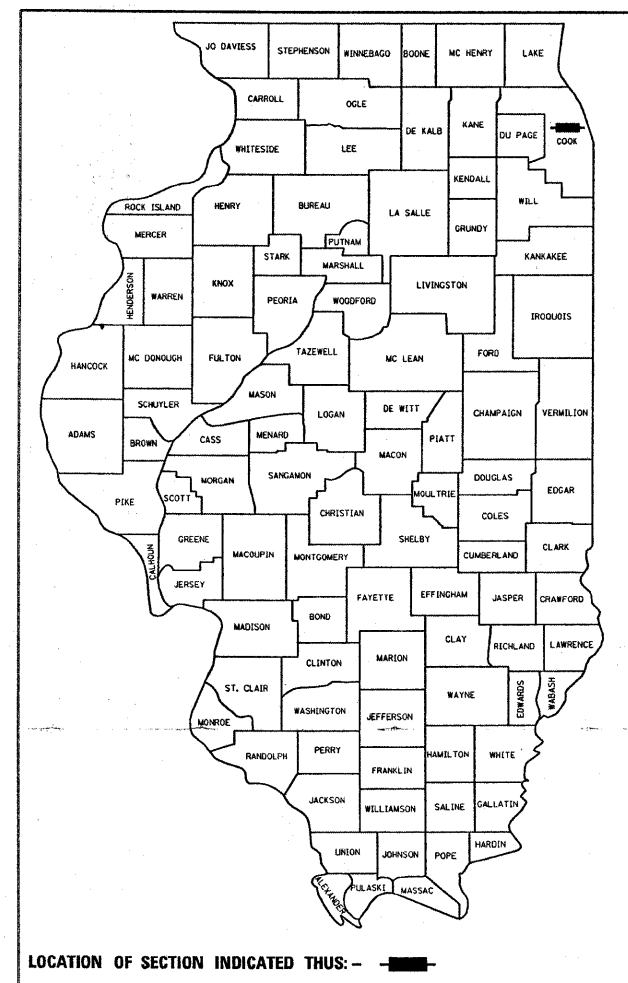 JO DAVIESS STEPHENSON WINNEBAGO BOONE MC HENRY LAKE
CARROLL OGLE DE KALB KANE DU PAGE COOK
WHITESIDE LEE
KENDALL WILL
ROCK ISLAND HENRY BUREAU LA SALLE GRUNDY
MERCER PUTNAM KANKAKEE
STARK MARSHALL
HENDERSON WARREN KNOX PEORIA WOODFORD LIVINGSTON IROQUOIS
HANCOCK MC DONOUGH FULTON TAZEWELL MC LEAN FORD
SCHUYLER MASON LOGAN DE WITT CHAMPAIGN VERMILION
ADAMS BROWN CASS MENARD MACON PIATT
PIKE SCOTT MORGAN SANGAMON MOULTRIE DOUGLAS EDGAR
CHRISTIAN COLES
CALHOUN GREENE MACOUPIN MONTGOMERY SHELBY CUMBERLAND CLARK
JERSEY FAYETTE EFFINGHAM JASPER CRAWFORD
MADISON BOND
CLAY RICHLAND LAWRENCE
CLINTON MARION
ST. CLAIR WAYNE EDWARDS WABASH
MONROE WASHINGTON JEFFERSON
RANDOLPH PERRY HAMILTON WHITE
FRANKLIN
JACKSON WILLIAMSON SALINE GALLATIN
UNION JOHNSON POPE HARDIN
ALEXANDER PULASKI MASSAC
LOCATION OF SECTION INDICATED THUS: -